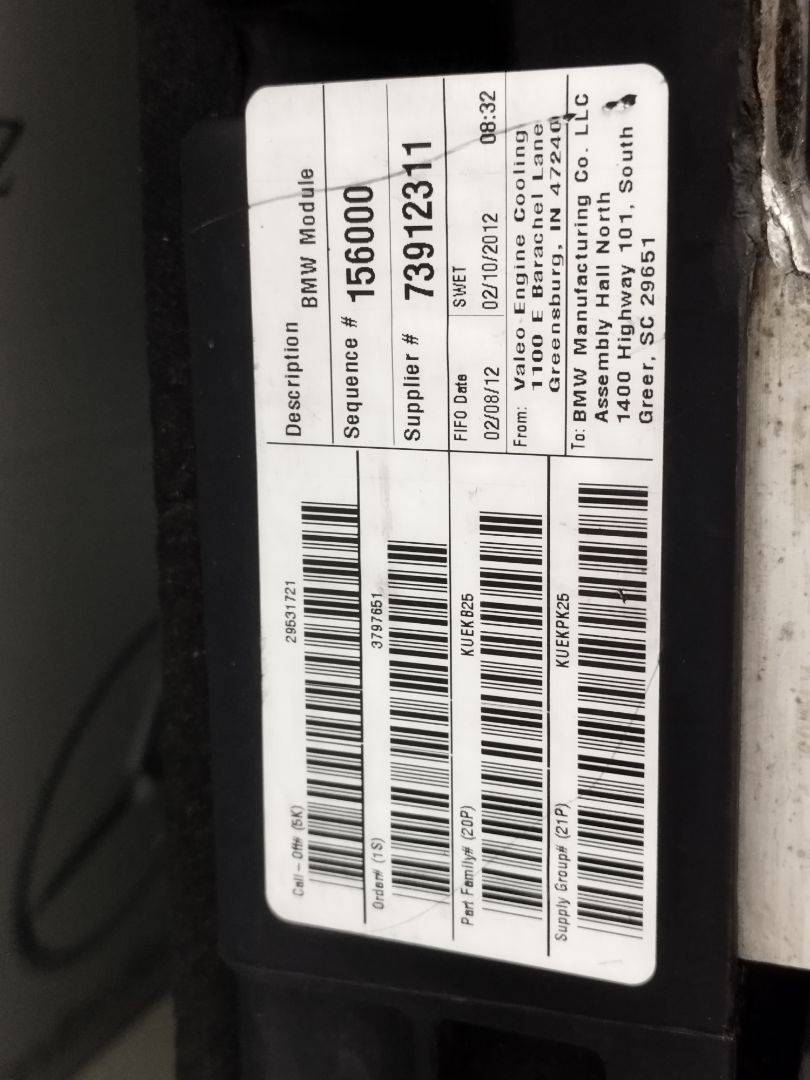 Call-Off# (5K)
29531721
Order# (1S)
3797651
Part Family# (20P)
KUEKB25
Supply Group# (21P)
KUEKPK25
Description
BMW Module
Sequence # 156000
Supplier # 73912311
FIFO Date
02/08/12
SWET
02/10/2012 08:32
From: Valeo Engine Cooling
1100 E Barachel Lane
Greensburg, IN 47240
To: BMW Manufacturing Co. LLC
Assembly Hall North
1400 Highway 101, South
Greer, SC 29651